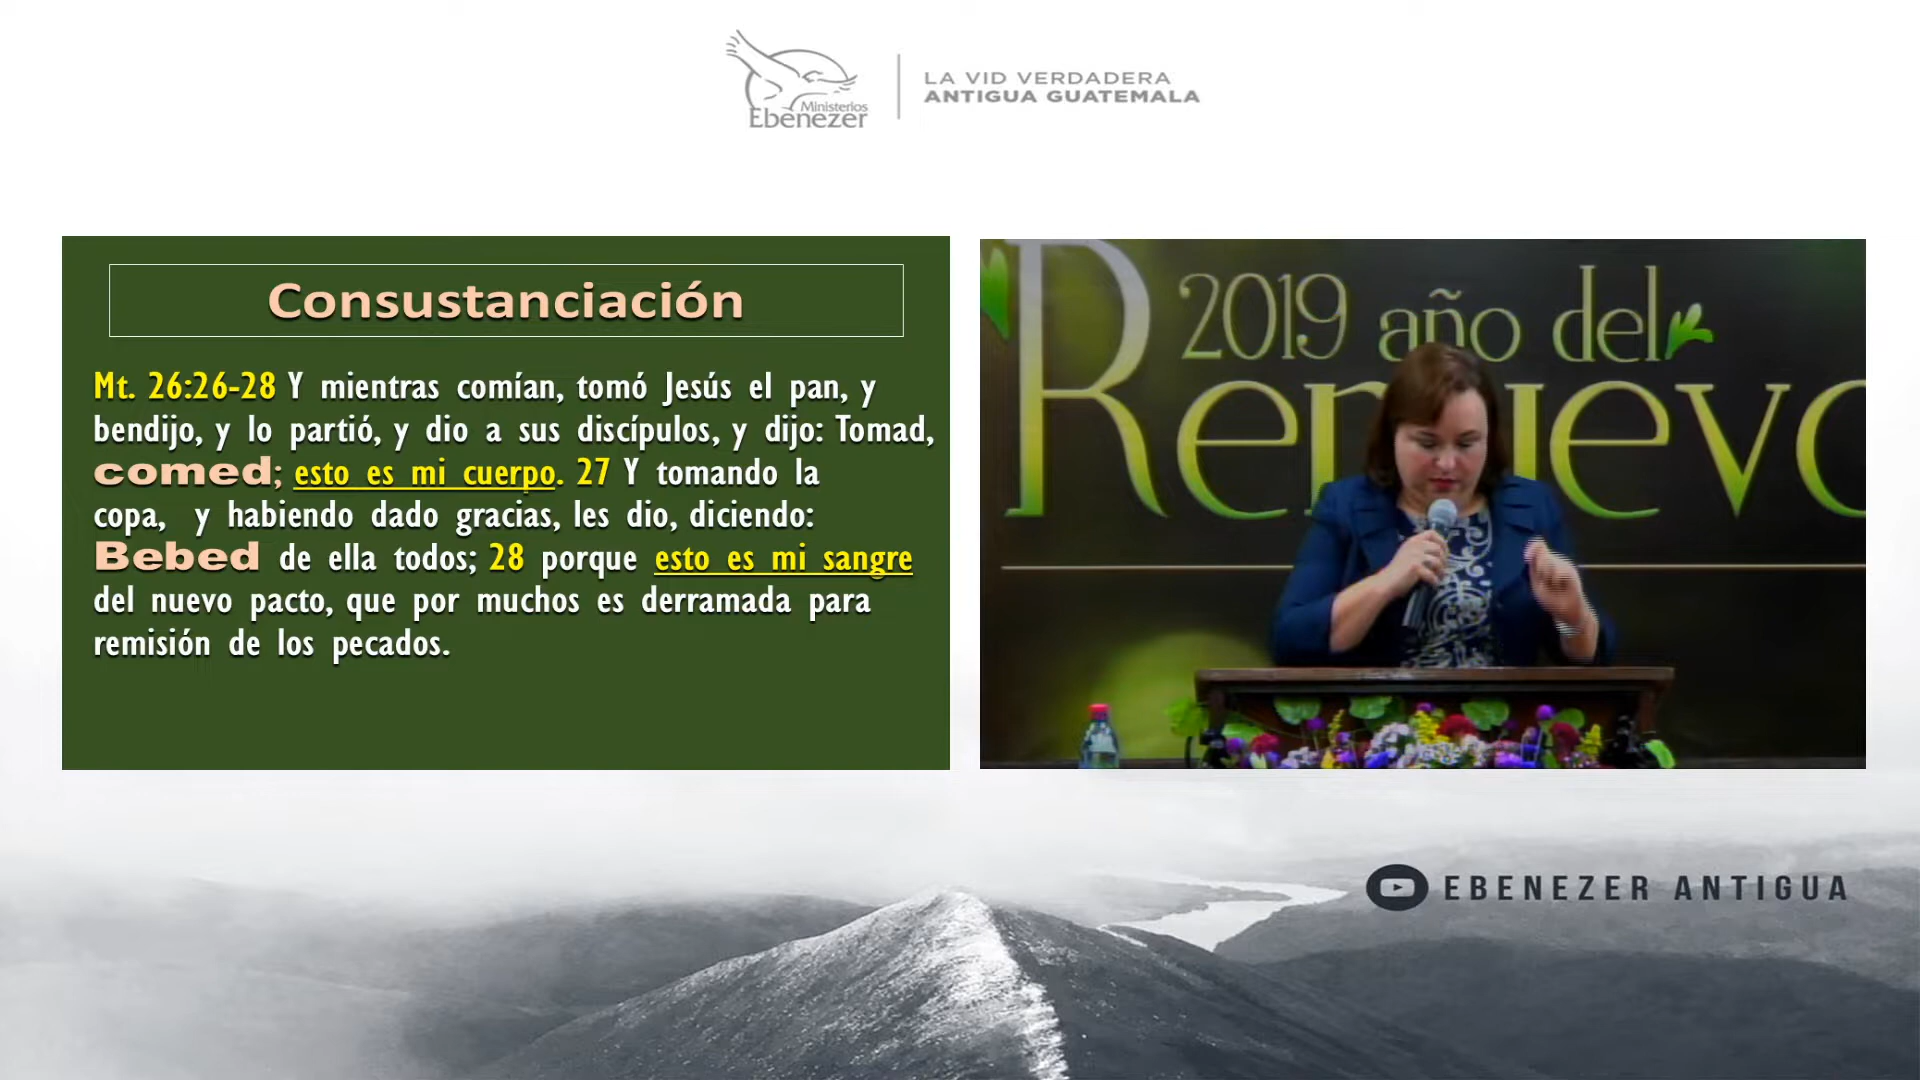 Ministerios
Ebenezer
LA VID VERDADERA
ANTIGUA GUATEMALA
Consustanciación
Mt. 26:26-28 Y mientras comían, tomó Jesús el pan, y
bendijo, y lo partió, y dio a sus discípulos, y dijo: Tomad,
comed; esto es mi cuerpo. 27 Y tomando la
copa, y habiendo dado gracias, les dio, diciendo:
Bebed de ella todos; 28 porque esto es mi sangre
del nuevo pacto, que por muchos es derramada para
remisión de los pecados.
2019 año del
Renuevo
EBENEZER ANTIGUA